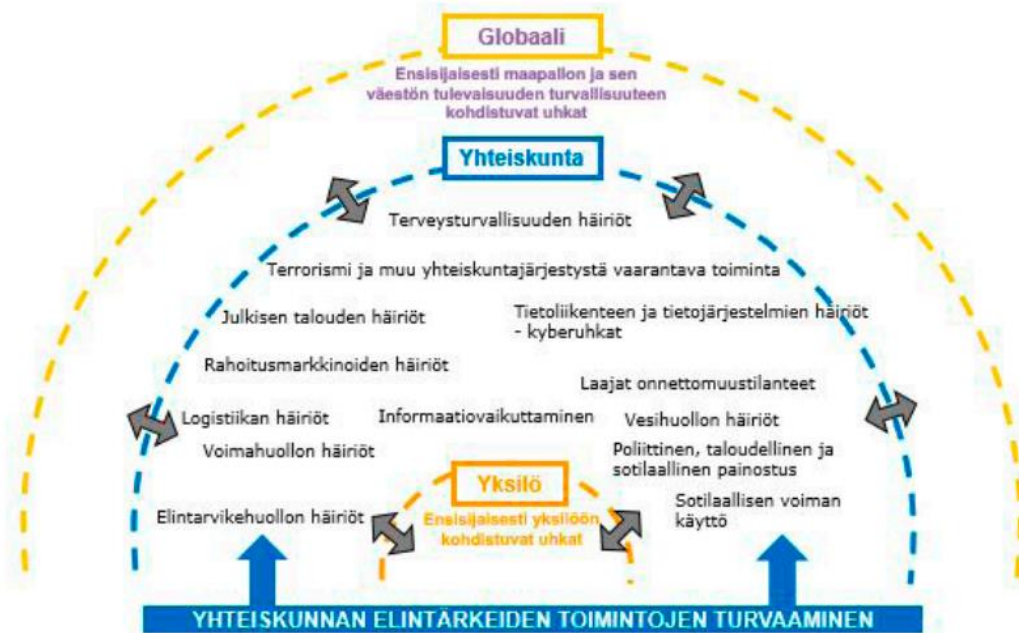 Globaali
Ensisijaisesti maapallon ja sen
väestön tulevaisuuden turvallisuuteen
kohdistuvat uhkat
Yhteiskunta
Terveysturvallisuuden häiriöt
Terrorismi ja muu yhteiskuntajärjestystä vaarantava toiminta
Julkisen talouden häiriöt
Tietoliikenteen ja tietojärjestelmien häiriöt
- kyberuhkat
Rahoitusmarkkinoiden häiriöt
Laajat onnettomuustilanteet
Logistiikan häiriöt
Informaatiovaikuttaminen
Vesihuollon häiriöt
Voimahuollon häiriöt
Poliittinen, taloudellinen ja
sotilaallinen painostus
Yksilö
Ensisijaisesti yksilöön
kohdistuvat uhkat
Sotilaallisen voiman
käyttö
Elintarvikehuollon häiriöt
YHTEISKUNNAN ELINTÄRKEIDEN TOIMINTOJEN TURVAAMINEN